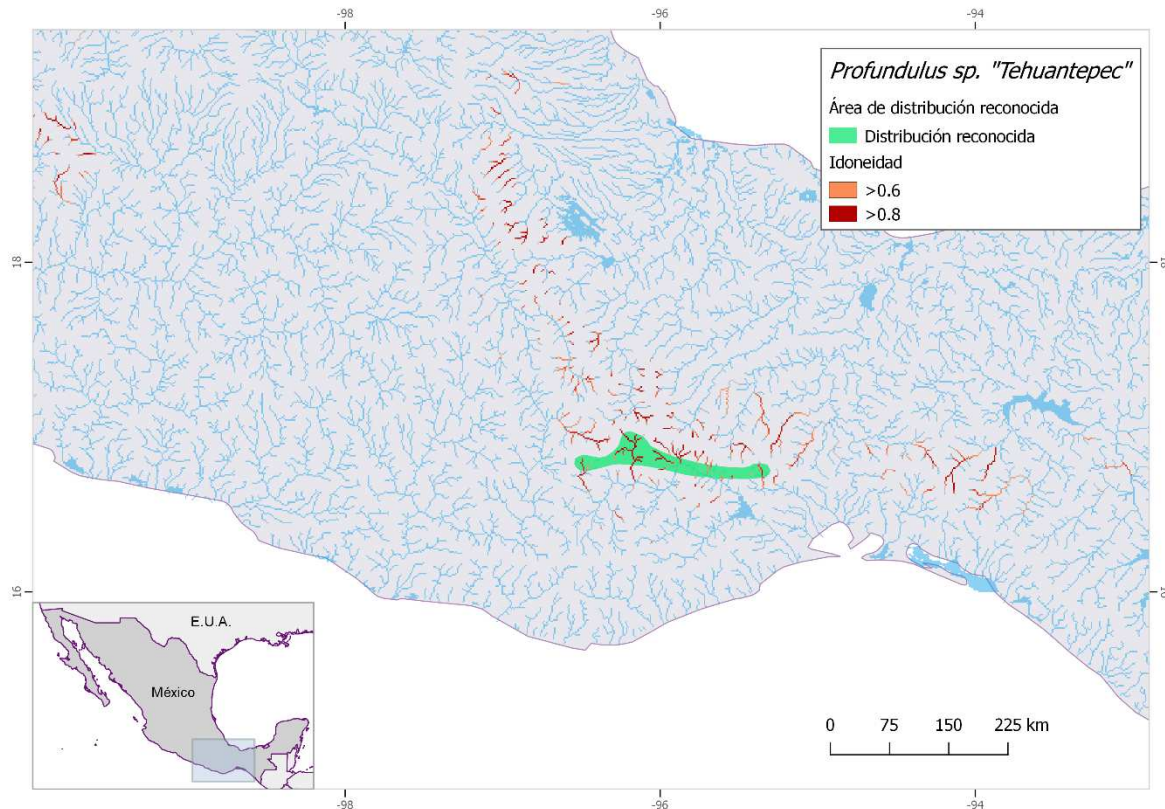 -98
-96
-94
Profundulus sp. "Tehuantepec"
Área de distribución reconocida
Distribución reconocida
Idoneidad
>0.6
>0.8
18
16
E.U.A.
México
0 75 150 225 km
-98
-96
-94